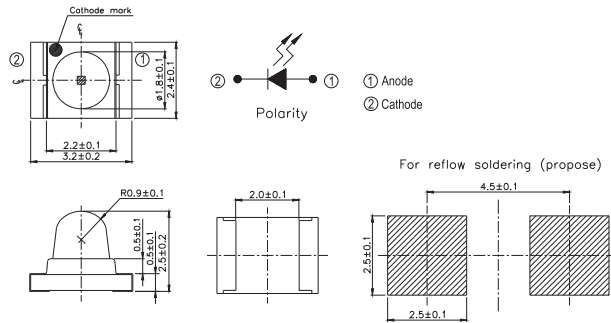 Cathode mark
℄
②
①
℄
ø1.8±0.1
2.4±0.1
2.2±0.1
3.2±0.2
②
①
Polarity
① Anode
② Cathode
For reflow soldering (propose)
R0.9±0.1
0.5±0.1
0.5±0.1
2.5±0.2
2.0±0.1
4.5±0.1
2.5±0.1
2.5±0.1